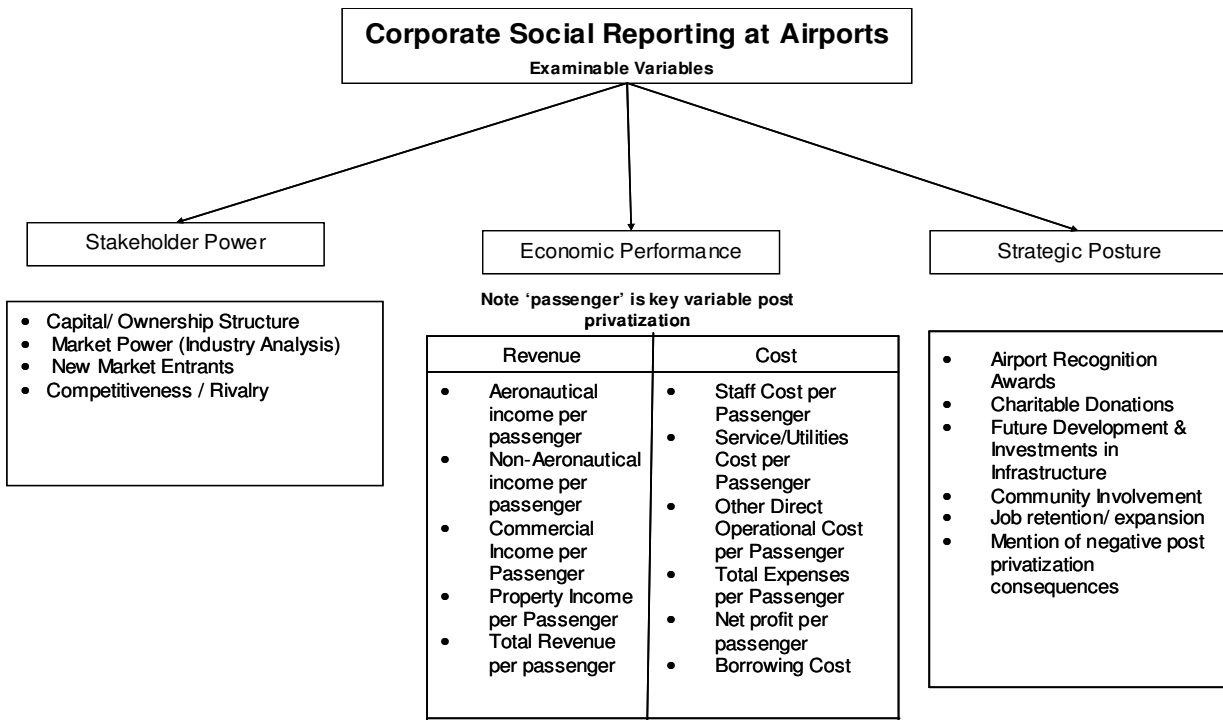 Corporate Social Reporting at Airports
Examinable Variables
Stakeholder Power
• Capital/ Ownership Structure
• Market Power (Industry Analysis)
• New Market Entrants
• Competitiveness / Rivalry
Economic Performance
Note ‘passenger’ is key variable post
privatization
Revenue
• Aeronautical
income per
passenger
• Non-Aeronautical
income per
passenger
• Commercial
Income per
Passenger
• Property Income
per Passenger
• Total Revenue
per passenger
Cost
• Staff Cost per
Passenger
• Service/Utilities
Cost per
Passenger
• Other Direct
Operational Cost
per Passenger
• Total Expenses
per Passenger
• Net profit per
passenger
• Borrowing Cost
Strategic Posture
• Airport Recognition
Awards
• Charitable Donations
• Future Development &
Investments in
Infrastructure
• Community Involvement
• Job retention/ expansion
• Mention of negative post
privatization
consequences